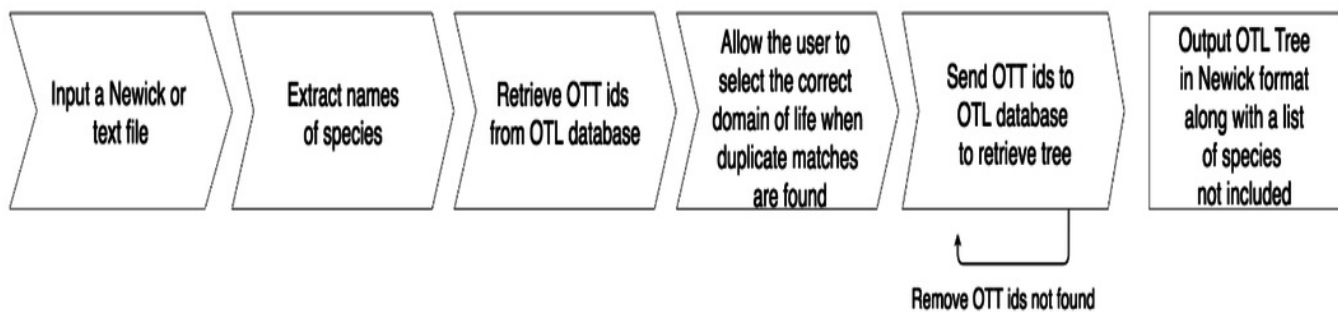 Input a Newick or
text file
Extract names
of species
Retrieve OTT ids
from OTL database
Allow the user to
select the correct
domain of life when
duplicate matches
are found
Send OTT ids to
OTL database
to retrieve tree
Output OTL Tree
in Newick format
along with a list
of species
not included
Remove OTT ids not found